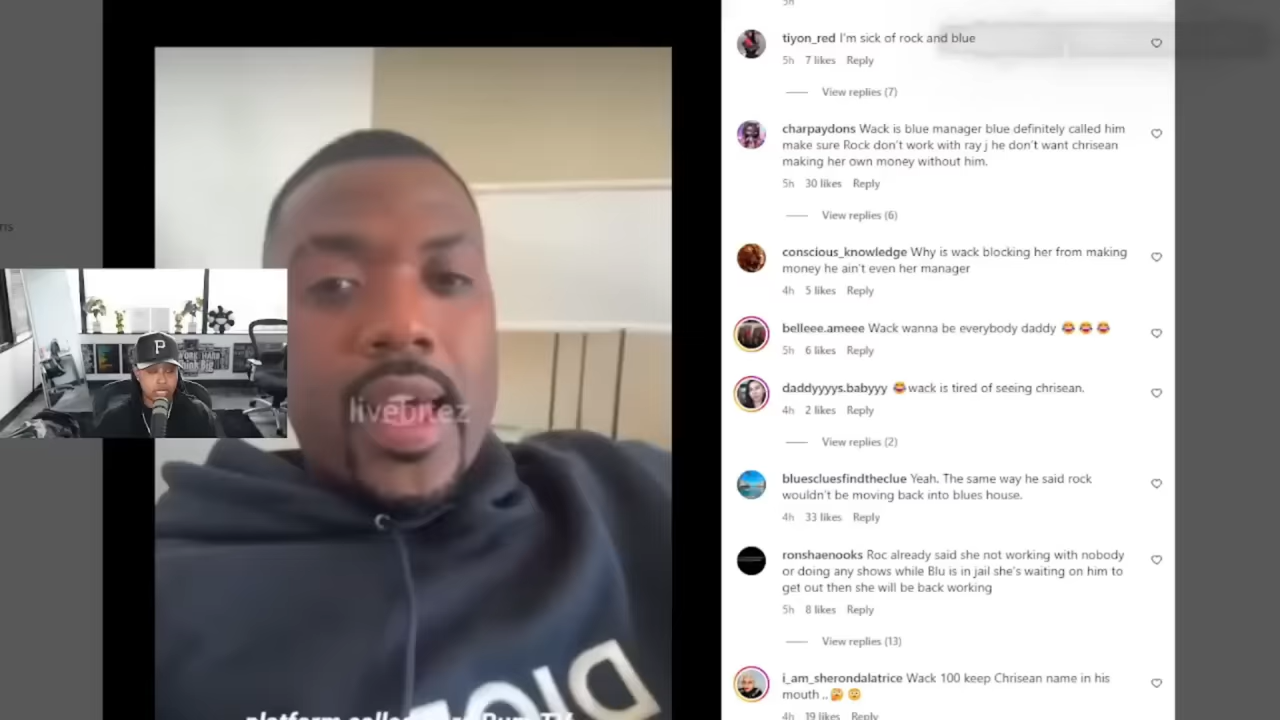 5h
tiyon_red I'm sick of rock and blue
5h 7 likes Reply
View replies (7)
charpaydons Wack is blue manager blue definitely called him
make sure Rock don't work with ray j he don't want chrisean
making her own money without him.
5h 30 likes Reply
View replies (6)
conscious_knowledge Why is wack blocking her from making
money he ain't even her manager
4h 5 likes Reply
belleee.ameee Wack wanna be everybody daddy 😂😂😂
5h 6 likes Reply
daddyyyys.babyyy 😂wack is tired of seeing chrisean.
4h 2 likes Reply
View replies (2)
bluescluesfindtheclue Yeah. The same way he said rock
wouldn't be moving back into blues house.
4h 33 likes Reply
ronshaenooks Roc already said she not working with nobody
or doing any shows while Blu is in jail she's waiting on him to
get out then she will be back working
5h 8 likes Reply
View replies (13)
i_am_sherondalatrice Wack 100 keep Chrisean name in his
mouth ..
4h 19 likes Reply
P
WORK HARD
Think Big
DIOR
platform called